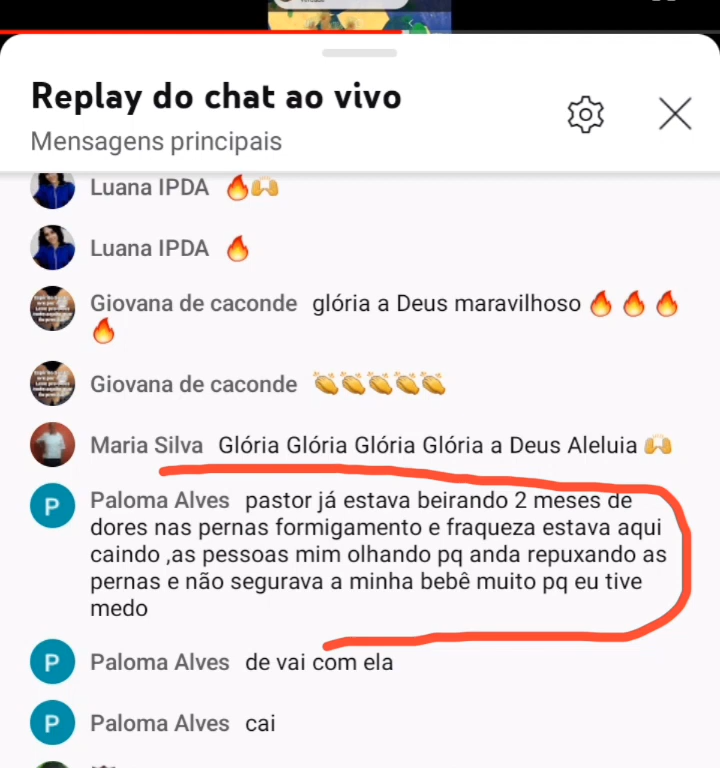 Replay do chat ao vivo
Mensagens principais
Luana IPDA 🔥🙌
Luana IPDA 🔥
Giovana de caconde glória a Deus maravilhoso 🔥 🔥 🔥
🔥
Giovana de caconde 👏👏👏👏👏
Maria Silva Glória Glória Glória Glória a Deus Aleluia 🙌
P
Paloma Alves pastor já estava beirando 2 meses de
dores nas pernas formigamento e fraqueza estava aqui
caindo ,as pessoas mim olhando pq anda repuxando as
pernas e não segurava a minha bebê muito pq eu tive
medo
P
Paloma Alves de vai com ela
P
Paloma Alves cai